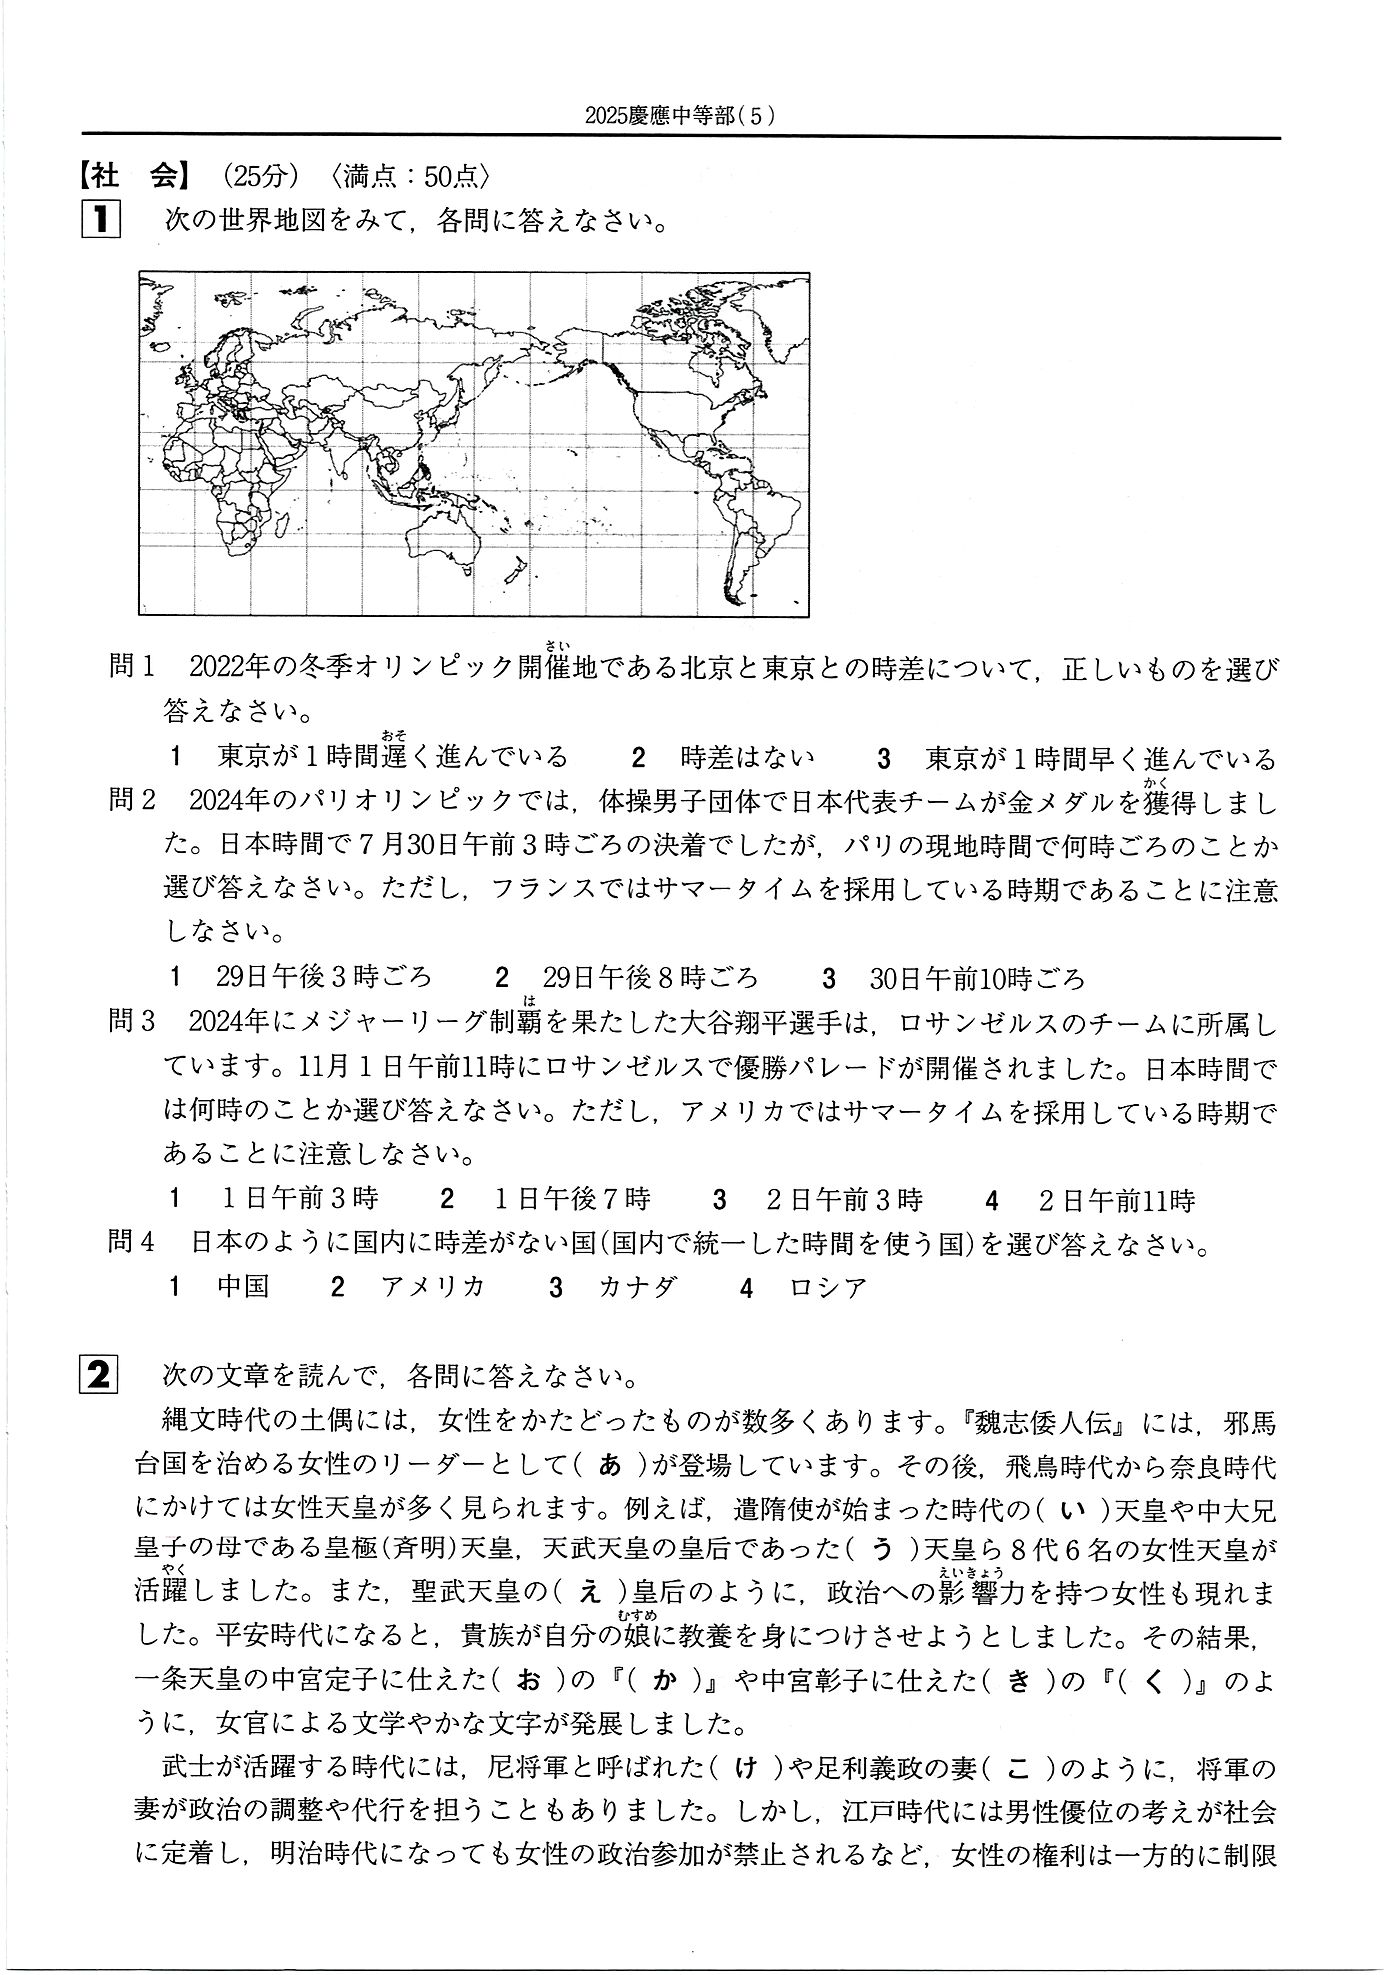 2025慶應中等部(5)
【社　会】（25分）〈満点：50点〉
1　次の世界地図をみて，各問に答えなさい。
問1　2022年の冬季オリンピック開催地である北京と東京との時差について，正しいものを選び
答えなさい。
1　東京が1時間遅く進んでいる　2　時差はない　3　東京が1時間早く進んでいる
問2　2024年のパリオリンピックでは，体操男子団体で日本代表チームが金メダルを獲得しまし
た。日本時間で7月30日午前3時ごろの決着でしたが，パリの現地時間で何時ごろのことか
選び答えなさい。ただし，フランスではサマータイムを採用している時期であることに注意
しなさい。
1　29日午後3時ごろ　2　29日午後8時ごろ　3　30日午前10時ごろ
問3　2024年にメジャーリーグ制覇を果たした大谷翔平選手は，ロサンゼルスのチームに所属し
ています。11月1日午前11時にロサンゼルスで優勝パレードが開催されました。日本時間で
は何時のことか選び答えなさい。ただし，アメリカではサマータイムを採用している時期で
あることに注意しなさい。
1　1日午前3時　2　1日午後7時　3　2日午前3時　4　2日午前11時
問4　日本のように国内に時差がない国(国内で統一した時間を使う国)を選び答えなさい。
1　中国　2　アメリカ　3　カナダ　4　ロシア
2　次の文章を読んで，各問に答えなさい。
縄文時代の土偶には，女性をかたどったものが数多くあります。『魏志倭人伝』には，邪馬
台国を治める女性のリーダーとして( あ )が登場しています。その後，飛鳥時代から奈良時代
にかけては女性天皇が多く見られます。例えば，遣隋使が始まった時代の( い )天皇や中大兄
皇子の母である皇極(斉明)天皇，天武天皇の皇后であった( う )天皇ら8代6名の女性天皇が
活躍しました。また，聖武天皇の( え )皇后のように，政治への影響力を持つ女性も現れま
した。平安時代になると，貴族が自分の娘に教養を身につけさせようとしました。その結果，
一条天皇の中宮定子に仕えた( お )の『( か )』や中宮彰子に仕えた( き )の『( く )』のよ
うに，女官による文学やかな文字が発展しました。
武士が活躍する時代には，尼将軍と呼ばれた( け )や足利義政の妻( こ )のように，将軍の
妻が政治の調整や代行を担うこともありました。しかし，江戸時代には男性優位の考えが社会
に定着し，明治時代になっても女性の政治参加が禁止されるなど，女性の権利は一方的に制限